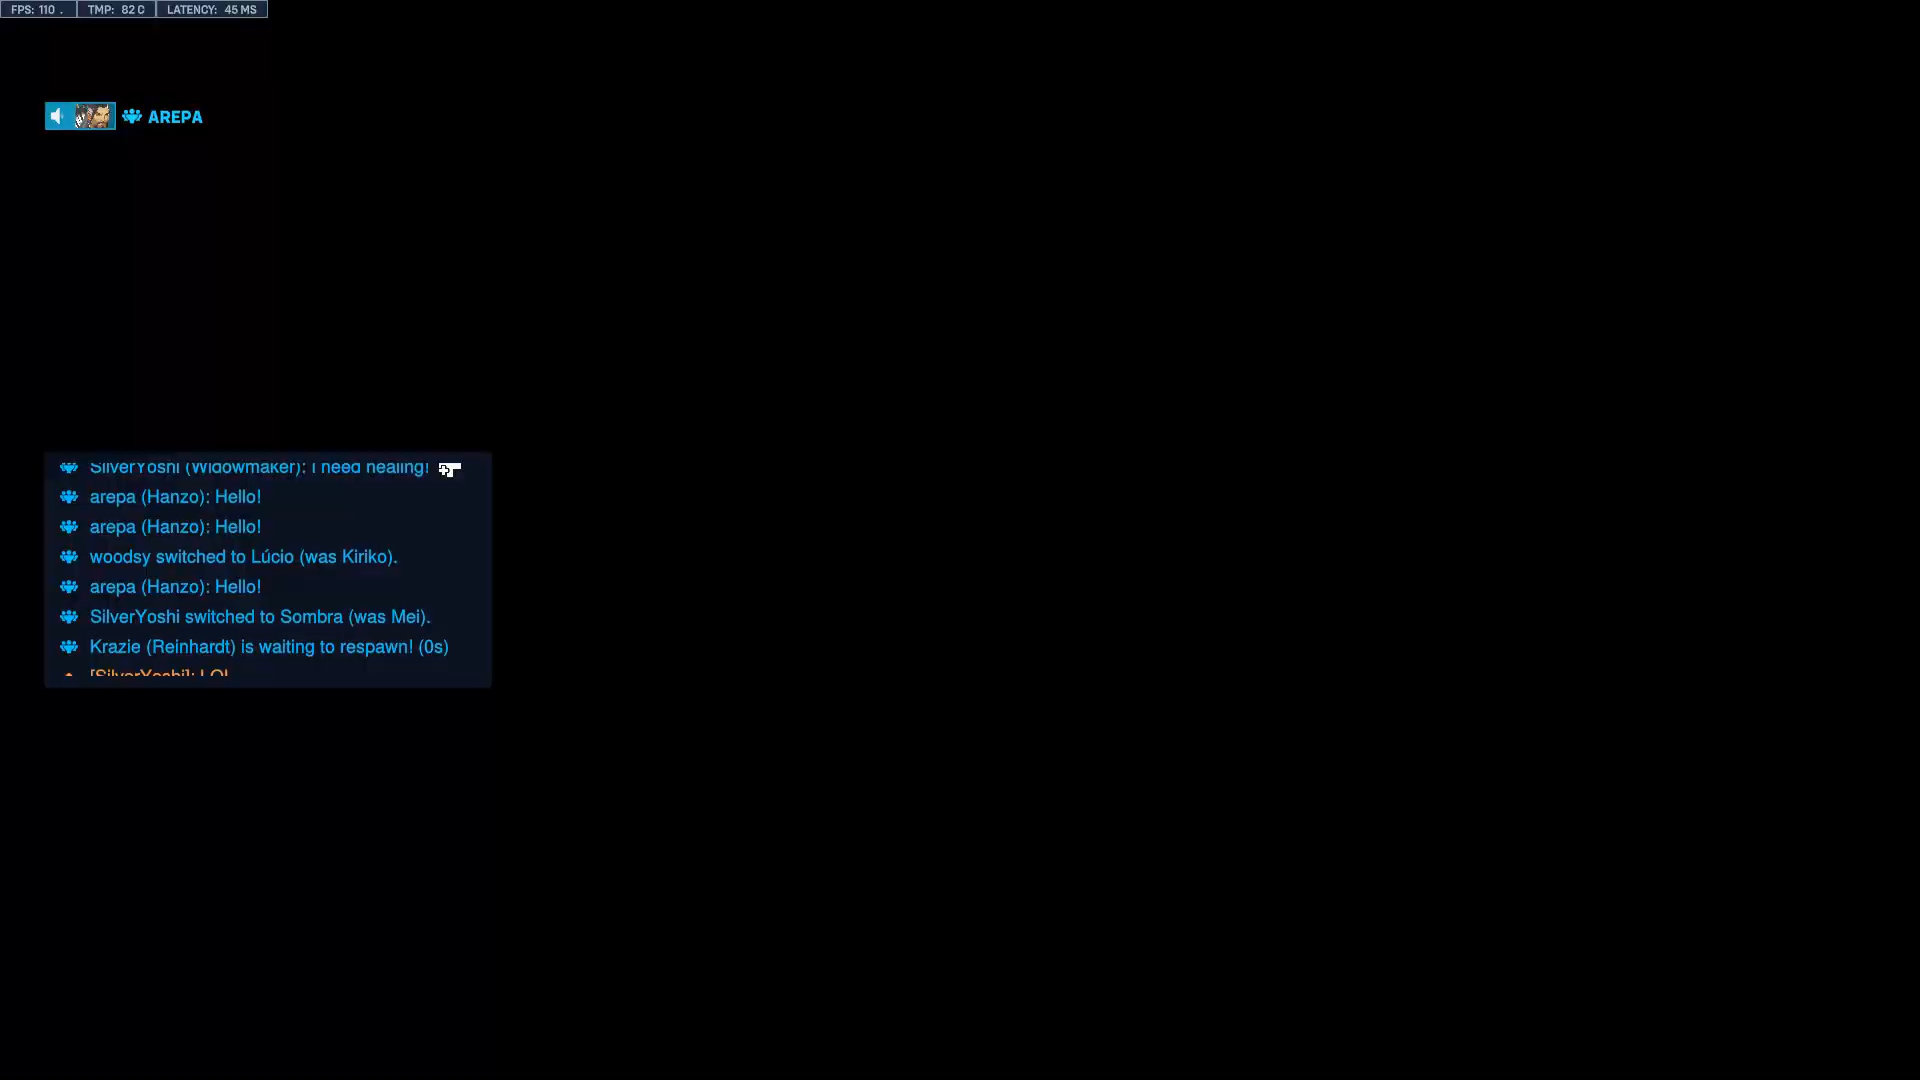 FPS: 110 .
TMP: 82 C
LATENCY: 45 MS
AREPA
SilverYoshi (Widowmaker): I need healing!
arepa (Hanzo): Hello!
arepa (Hanzo): Hello!
woodsy switched to Lúcio (was Kiriko).
arepa (Hanzo): Hello!
SilverYoshi switched to Sombra (was Mei).
Krazie (Reinhardt) is waiting to respawn! (0s)
[SilverYoshi]: